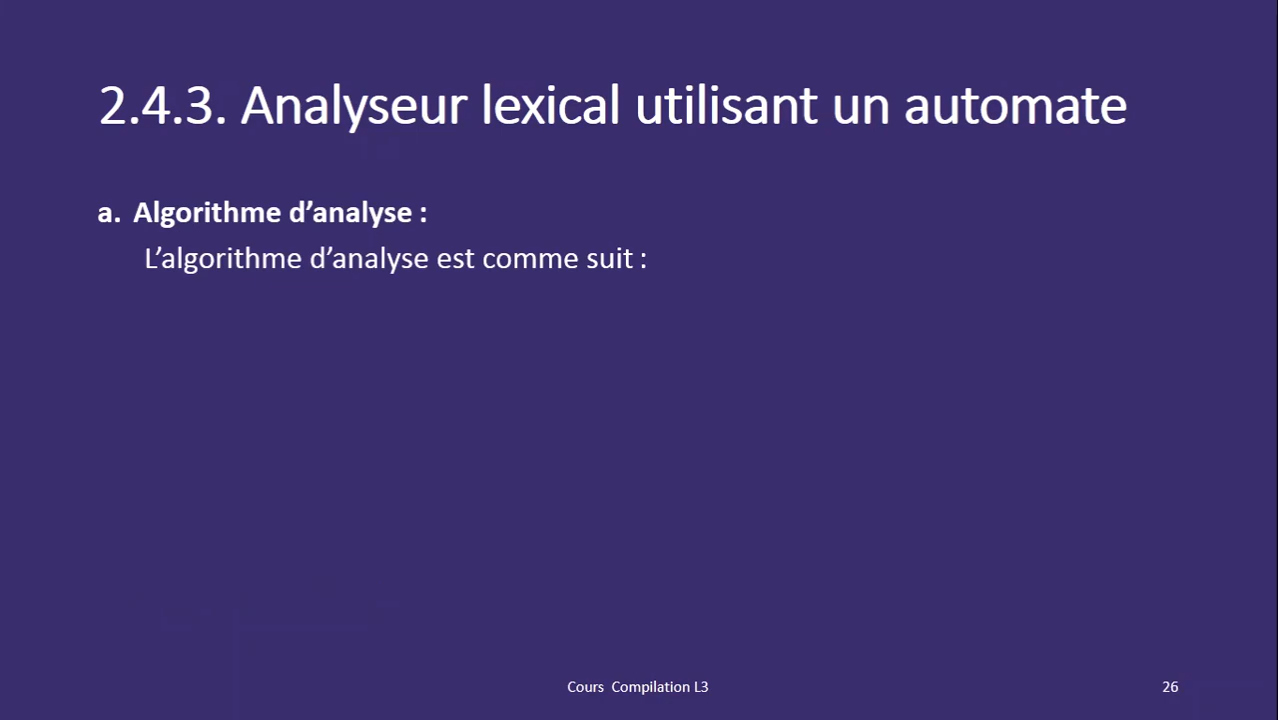 2.4.3. Analyseur lexical utilisant un automate
a. Algorithme d’analyse :
L’algorithme d’analyse est comme suit :
Cours Compilation L3
26